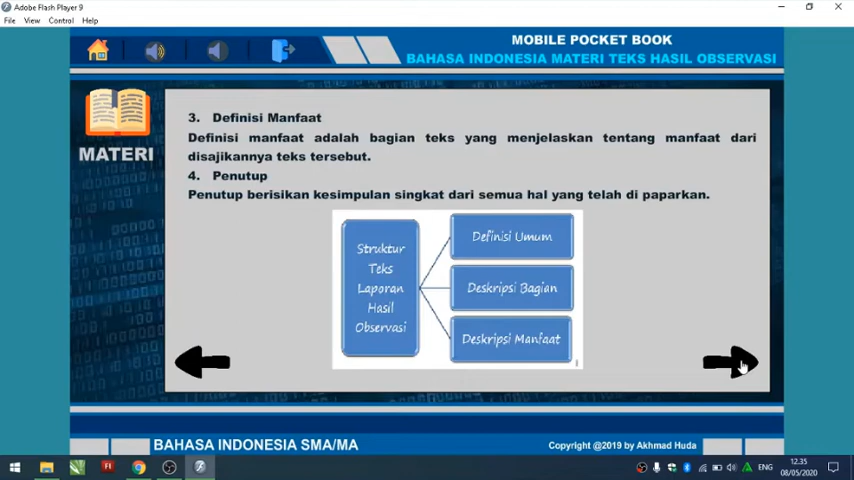 Adobe Flash Player 9
File View Control Help
MOBILE POCKET BOOK
BAHASA INDONESIA MATERI TEKS HASIL OBSERVASI
MATERI
3. Definisi Manfaat
Definisi manfaat adalah bagian teks yang menjelaskan tentang manfaat dari
disajikannya teks tersebut.
4. Penutup
Penutup berisikan kesimpulan singkat dari semua hal yang telah di paparkan.
Struktur
Teks
Laporan
Hasil
Observasi
Definisi Umum
Deskripsi Bagian
Deskripsi Manfaat
BAHASA INDONESIA SMA/MA
Copyright @2019 by Akhmad Huda
ENG
12.35
08/05/2020